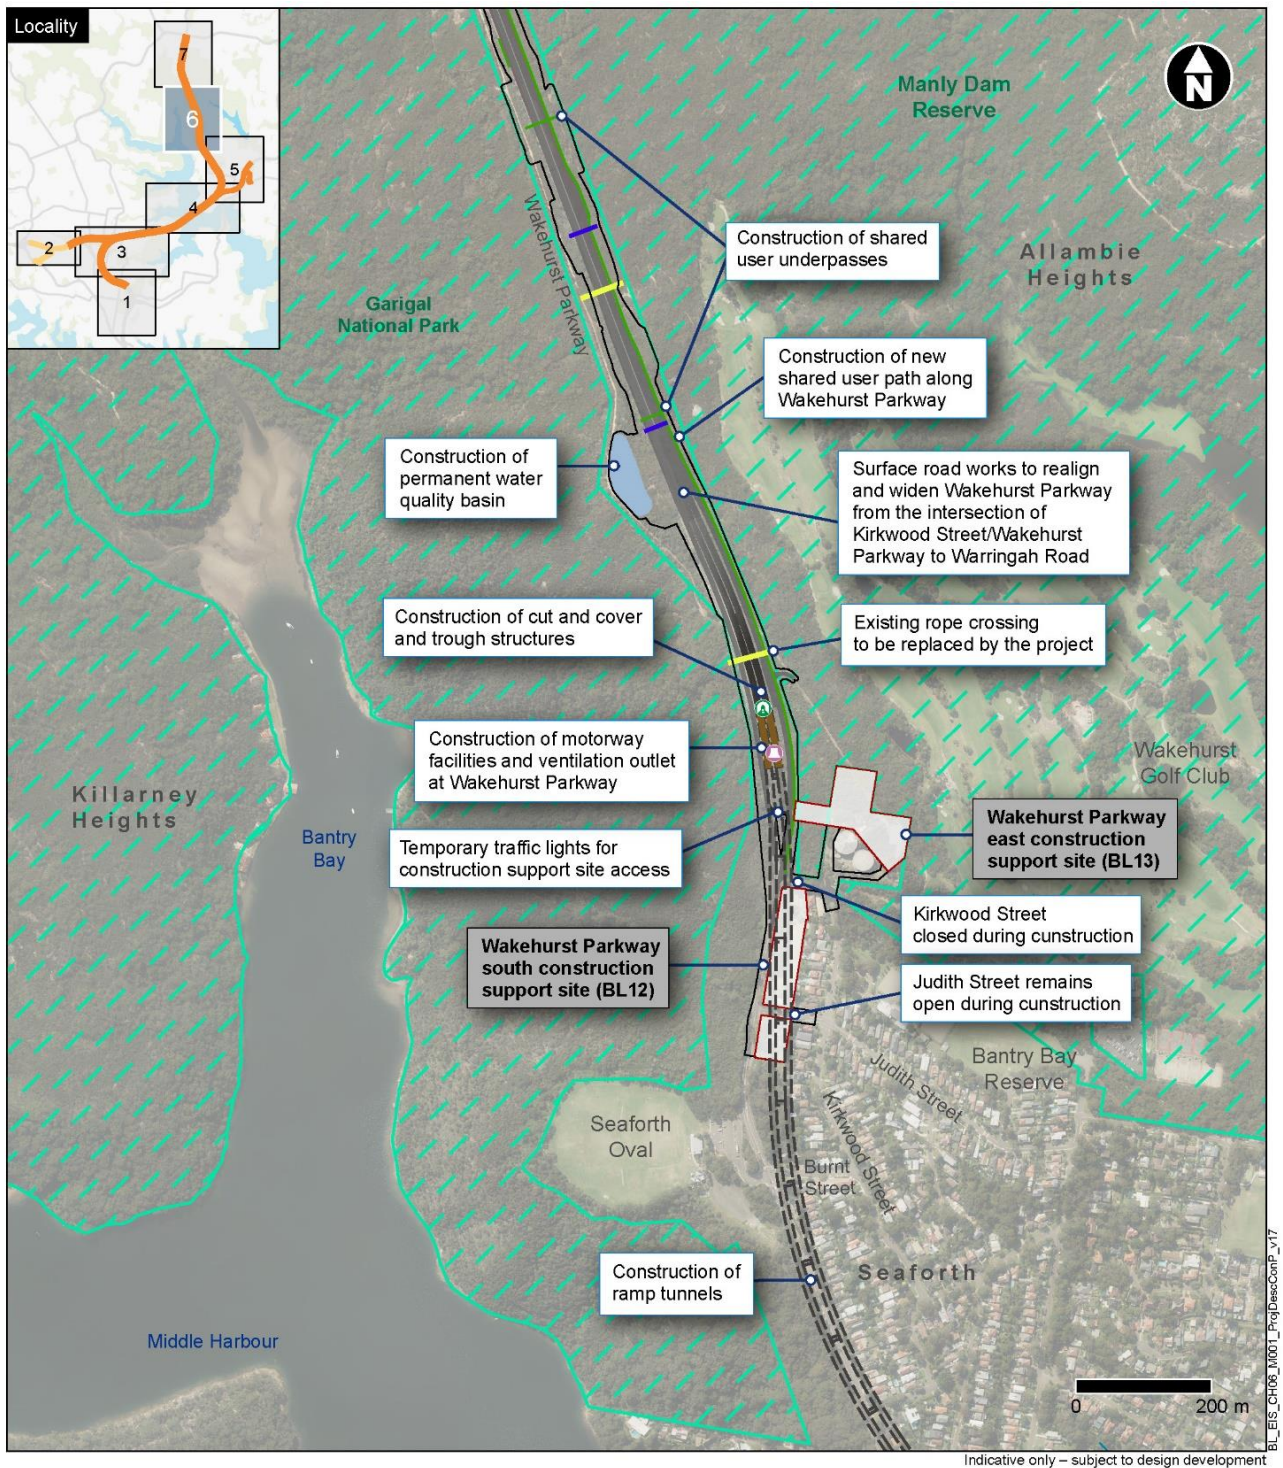 Locality
7
6
5
4
3
2
1
N
Manly Dam
Reserve
Construction of shared
user underpasses
Allambie
Heights
Wakehurst Parkway
Garigal
National Park
Construction of new
shared user path along
Wakehurst Parkway
Construction of
permanent water
quality basin
Surface road works to realign
and widen Wakehurst Parkway
from the intersection of
Kirkwood Street/Wakehurst
Parkway to Warringah Road
Construction of cut and cover
and trough structures
Existing rope crossing
to be replaced by the project
Construction of motorway
facilities and ventilation outlet
at Wakehurst Parkway
Wakehurst
Golf Club
Killarney
Heights
Bantry
Bay
Wakehurst Parkway
east construction
support site (BL13)
Temporary traffic lights for
construction support site access
Kirkwood Street
closed during cunstruction
Wakehurst Parkway
south construction
support site (BL12)
Judith Street remains
open during cunstruction
Bantry Bay
Reserve
Judith Street
Kirkwood Street
Seaforth
Oval
Burnt
Street
Construction of
ramp tunnels
Seaforth
Middle Harbour
0 200 m
BL_EIS_CH06_M001_ProjDescConP_v17
Indicative only – subject to design development